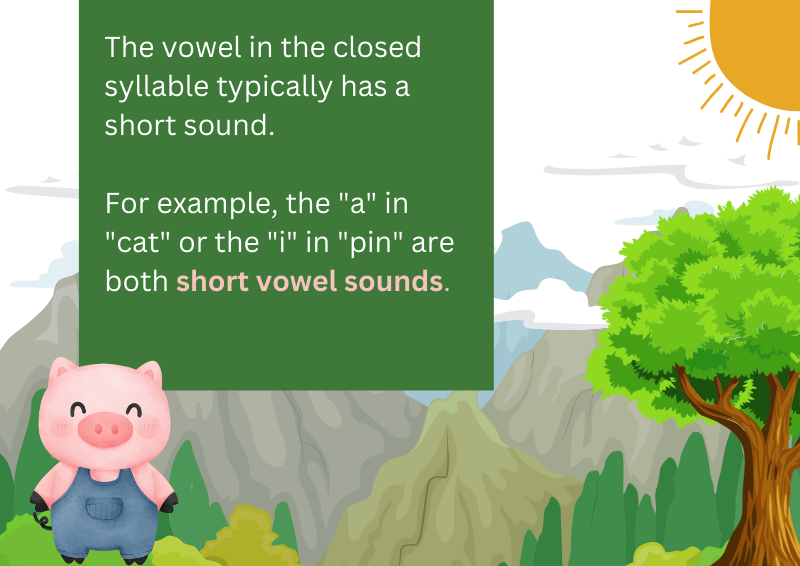 The vowel in the closed
syllable typically has a
short sound.
For example, the "a" in
"cat" or the "i" in "pin" are
both short vowel sounds.